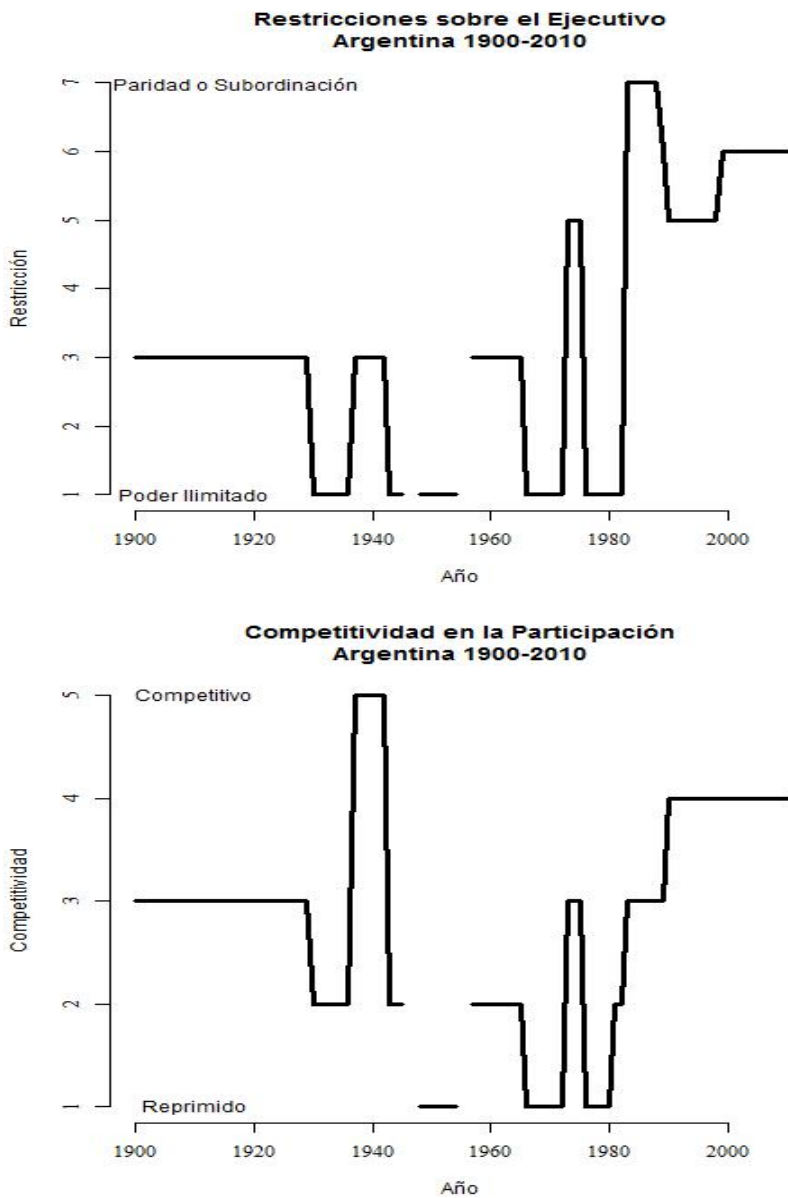 Restricciones sobre el Ejecutivo
Argentina 1900-2010
7
Paridad o Subordinación
6
5
4
3
2
1
Poder Ilimitado
Restricción
1900 1920 1940 1960 1980 2000
Año
Competitividad en la Participación
Argentina 1900-2010
5
Competitivo
4
3
2
1
Reprimido
Competitividad
1900 1920 1940 1960 1980 2000
Año